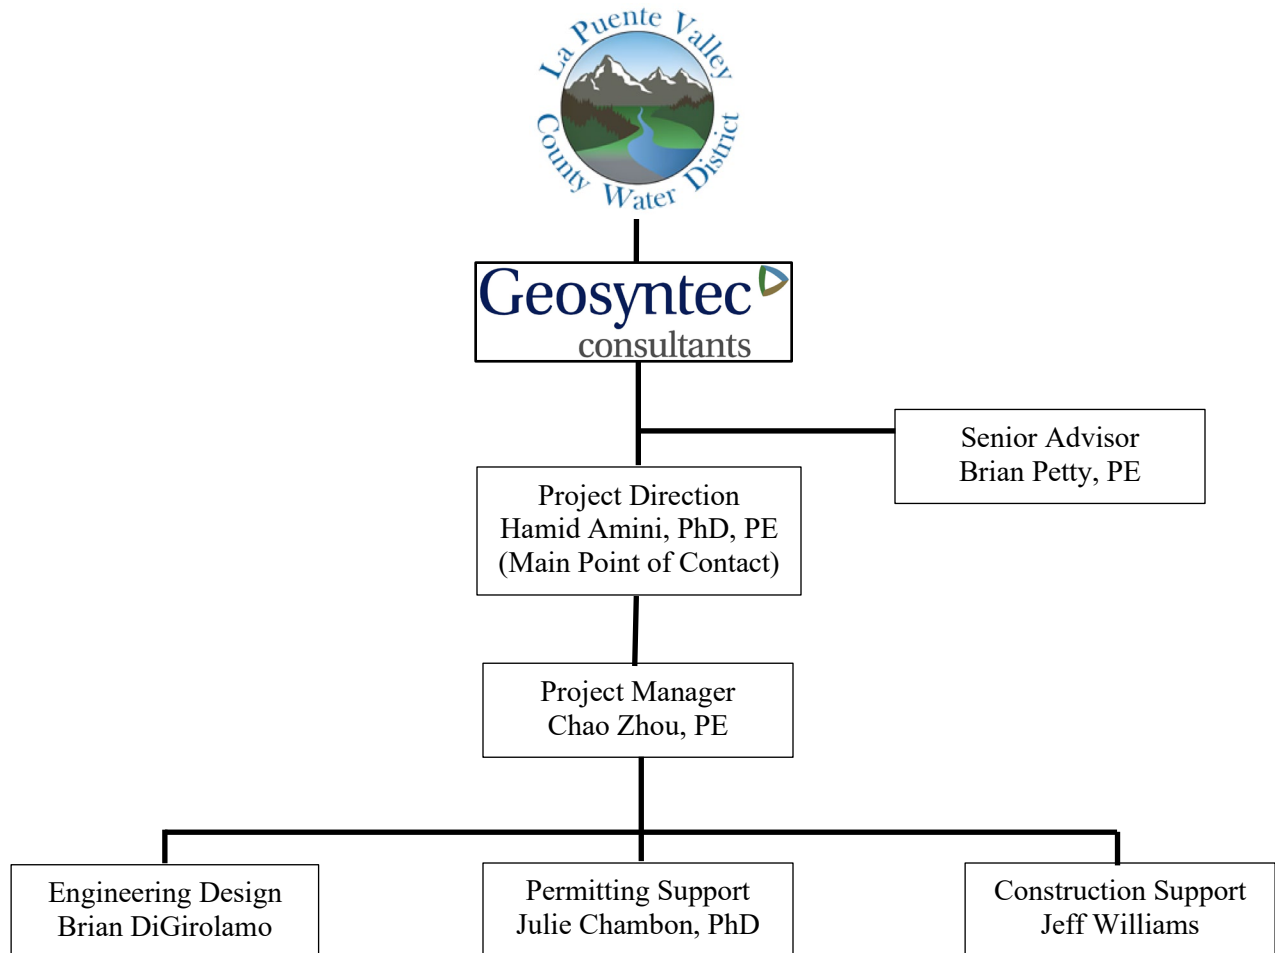 La Puente Valley
County Water District
Geosyntec
consultants
Senior Advisor
Brian Petty, PE
Project Direction
Hamid Amini, PhD, PE
(Main Point of Contact)
Project Manager
Chao Zhou, PE
Engineering Design
Brian DiGirolamo
Permitting Support
Julie Chambon, PhD
Construction Support
Jeff Williams